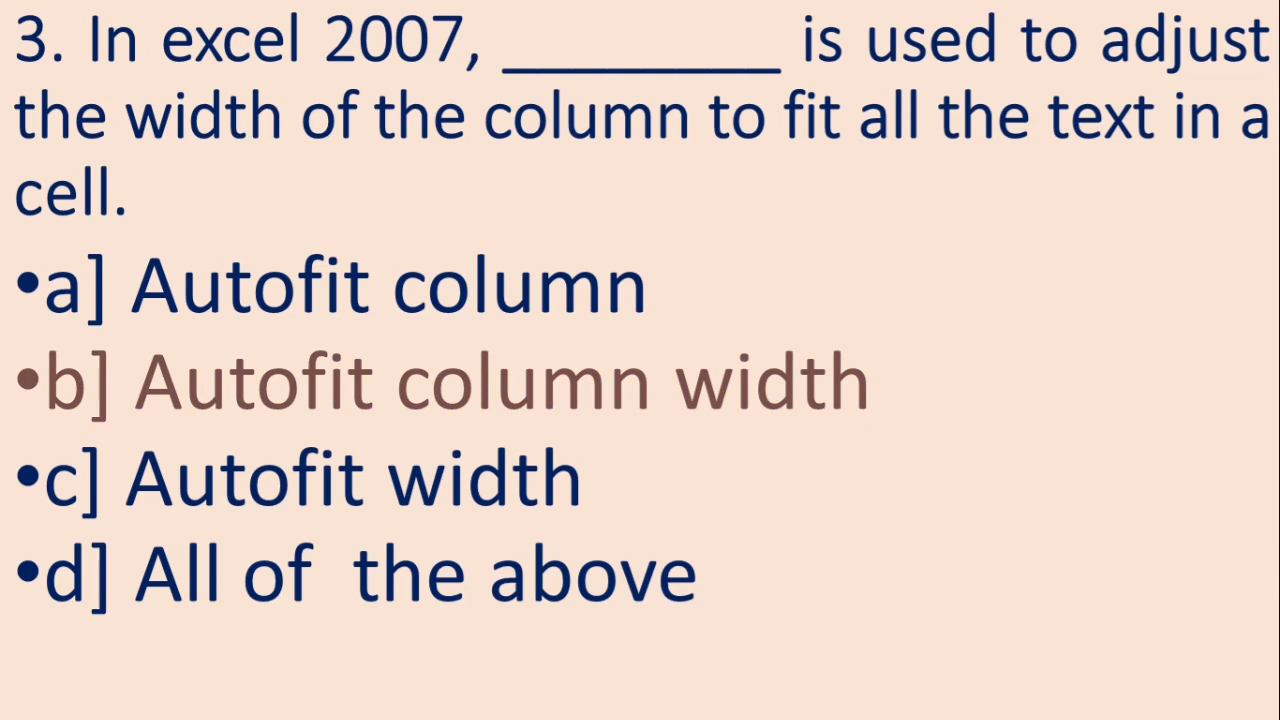 3. In excel 2007, _________ is used to adjust
the width of the column to fit all the text in a
cell.
•a] Autofit column
•b] Autofit column width
•c] Autofit width
•d] All of  the above